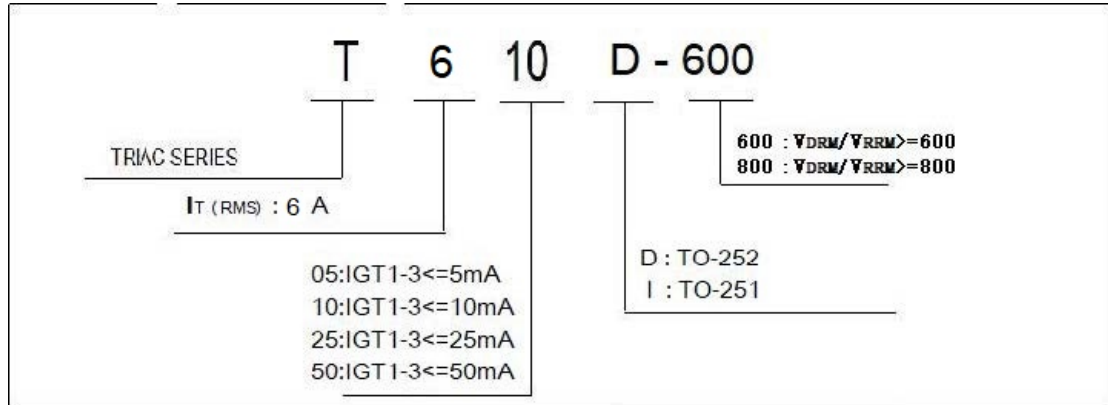 T 6 10 D - 600
600 : VDRM/VRRM>=600
800 : VDRM/VRRM>=800
TRIAC SERIES
IT (RMS) : 6 A
D : TO-252
I : TO-251
05:IGT1-3<=5mA
10:IGT1-3<=10mA
25:IGT1-3<=25mA
50:IGT1-3<=50mA